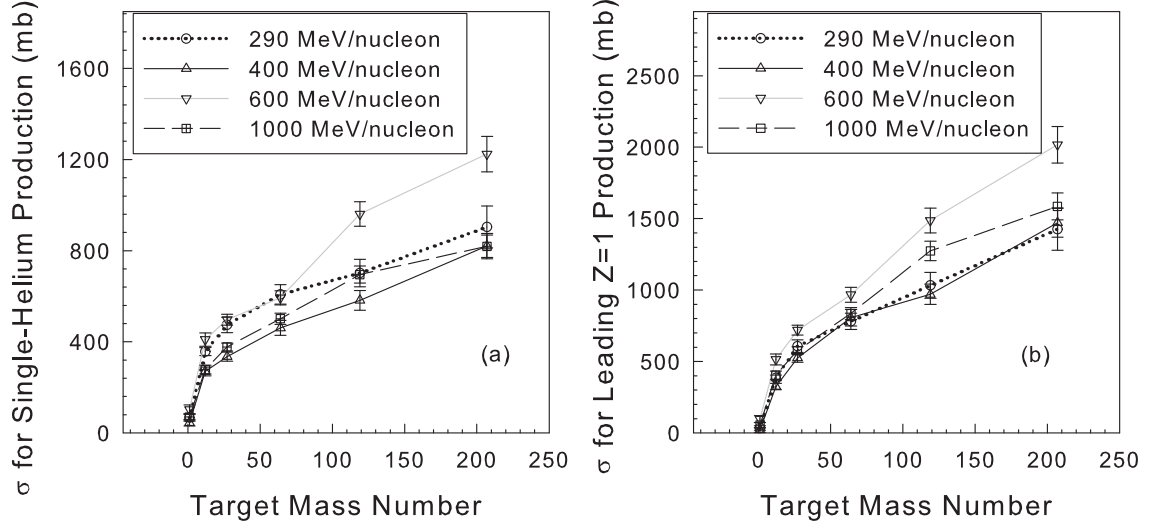 σ for Single-Helium Production (mb)
1600
1200
800
400
0
290 MeV/nucleon
400 MeV/nucleon
600 MeV/nucleon
1000 MeV/nucleon
(a)
0 50 100 150 200 250
Target Mass Number
σ for Leading Z=1 Production (mb)
2500
2000
1500
1000
500
0
290 MeV/nucleon
400 MeV/nucleon
600 MeV/nucleon
1000 MeV/nucleon
(b)
0 50 100 150 200 250
Target Mass Number